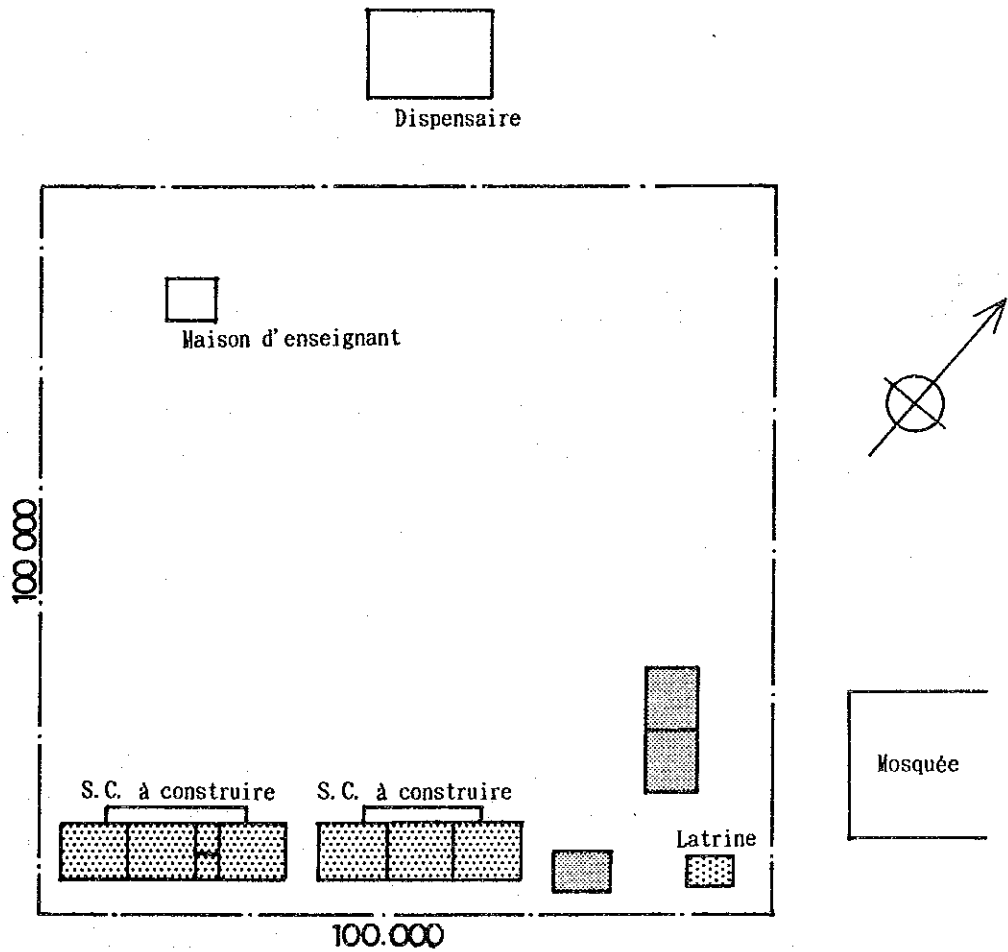 Dispensaire
Maison d'enseignant
100 000
Mosquée
S.C. à construire
S.C. à construire
Latrine
100.000